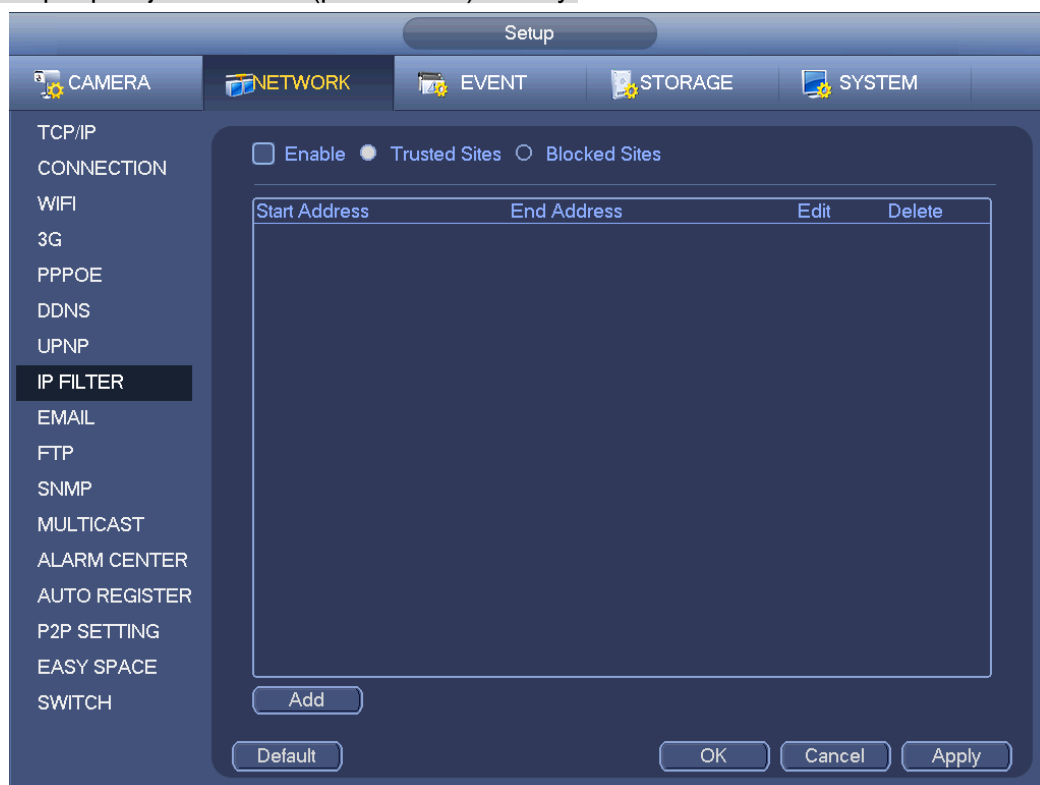 Setup
CAMERA NETWORK EVENT STORAGE SYSTEM
TCP/IP
CONNECTION
WIFI
3G
PPPOE
DDNS
UPNP
IP FILTER
EMAIL
FTP
SNMP
MULTICAST
ALARM CENTER
AUTO REGISTER
P2P SETTING
EASY SPACE
SWITCH
Enable Trusted Sites Blocked Sites
Start Address End Address Edit Delete
Add
Default OK Cancel Apply